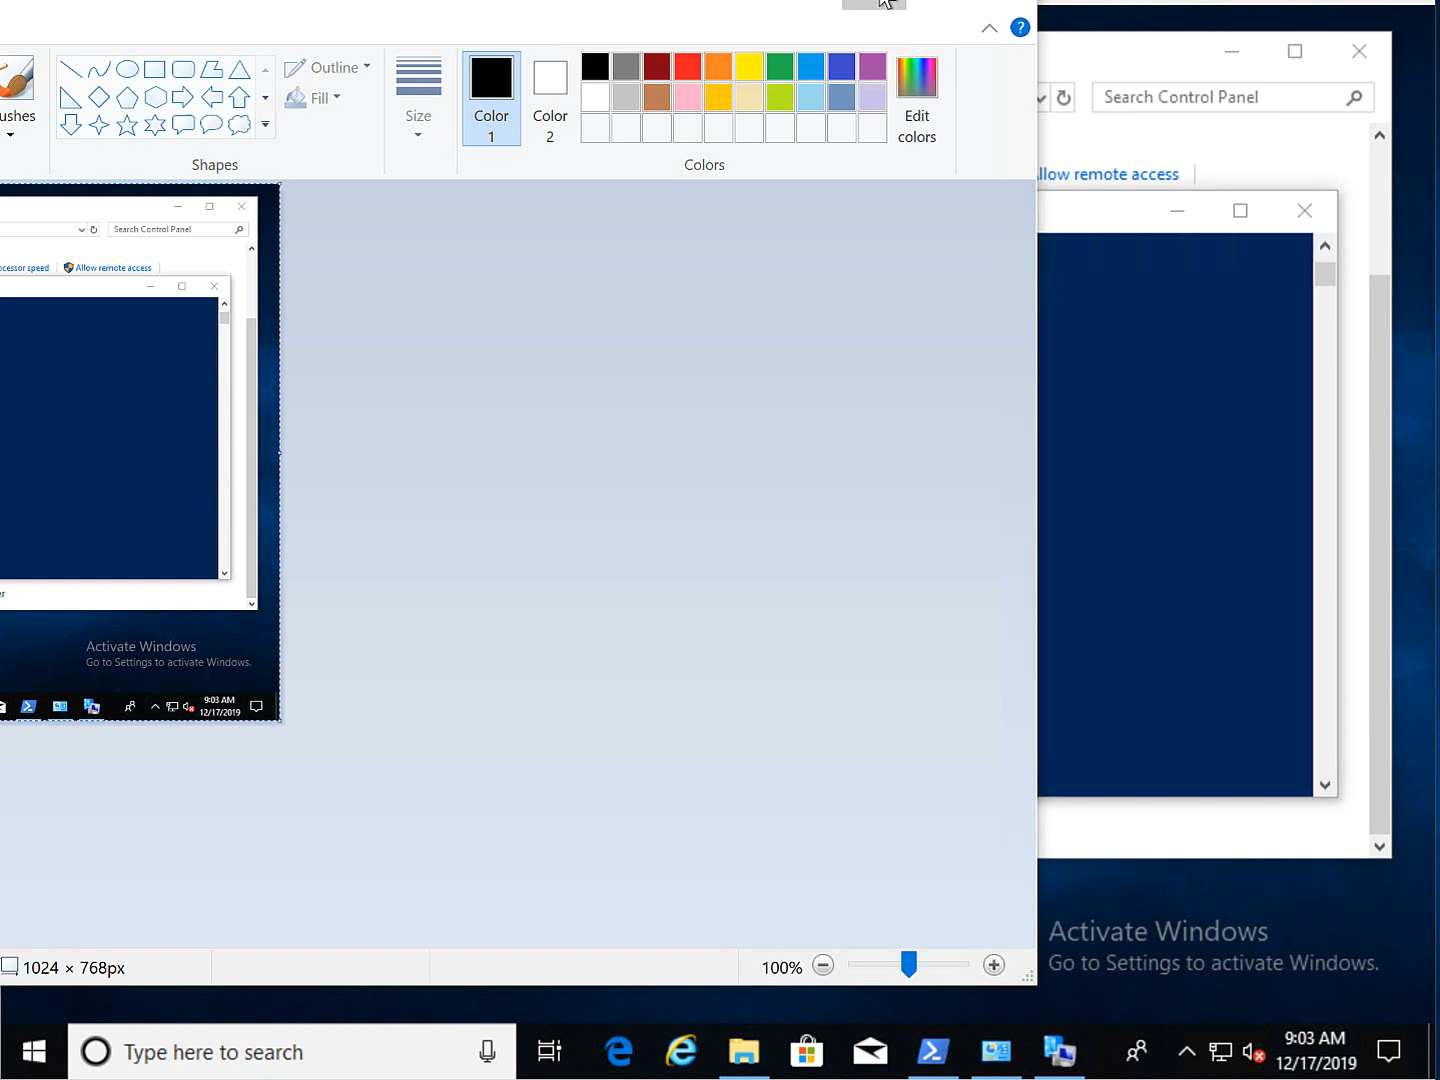 ushes
Outline
Fill
Shapes
Size
Color
1
Color
2
Edit
colors
Colors
Search Control Panel
Allow remote access
Activate Windows
Go to Settings to activate Windows.
9:03 AM
12/17/2019
Search Control Panel
llow remote access
1024 × 768px
100%
Activate Windows
Go to Settings to activate Windows.
Type here to search
9:03 AM
12/17/2019